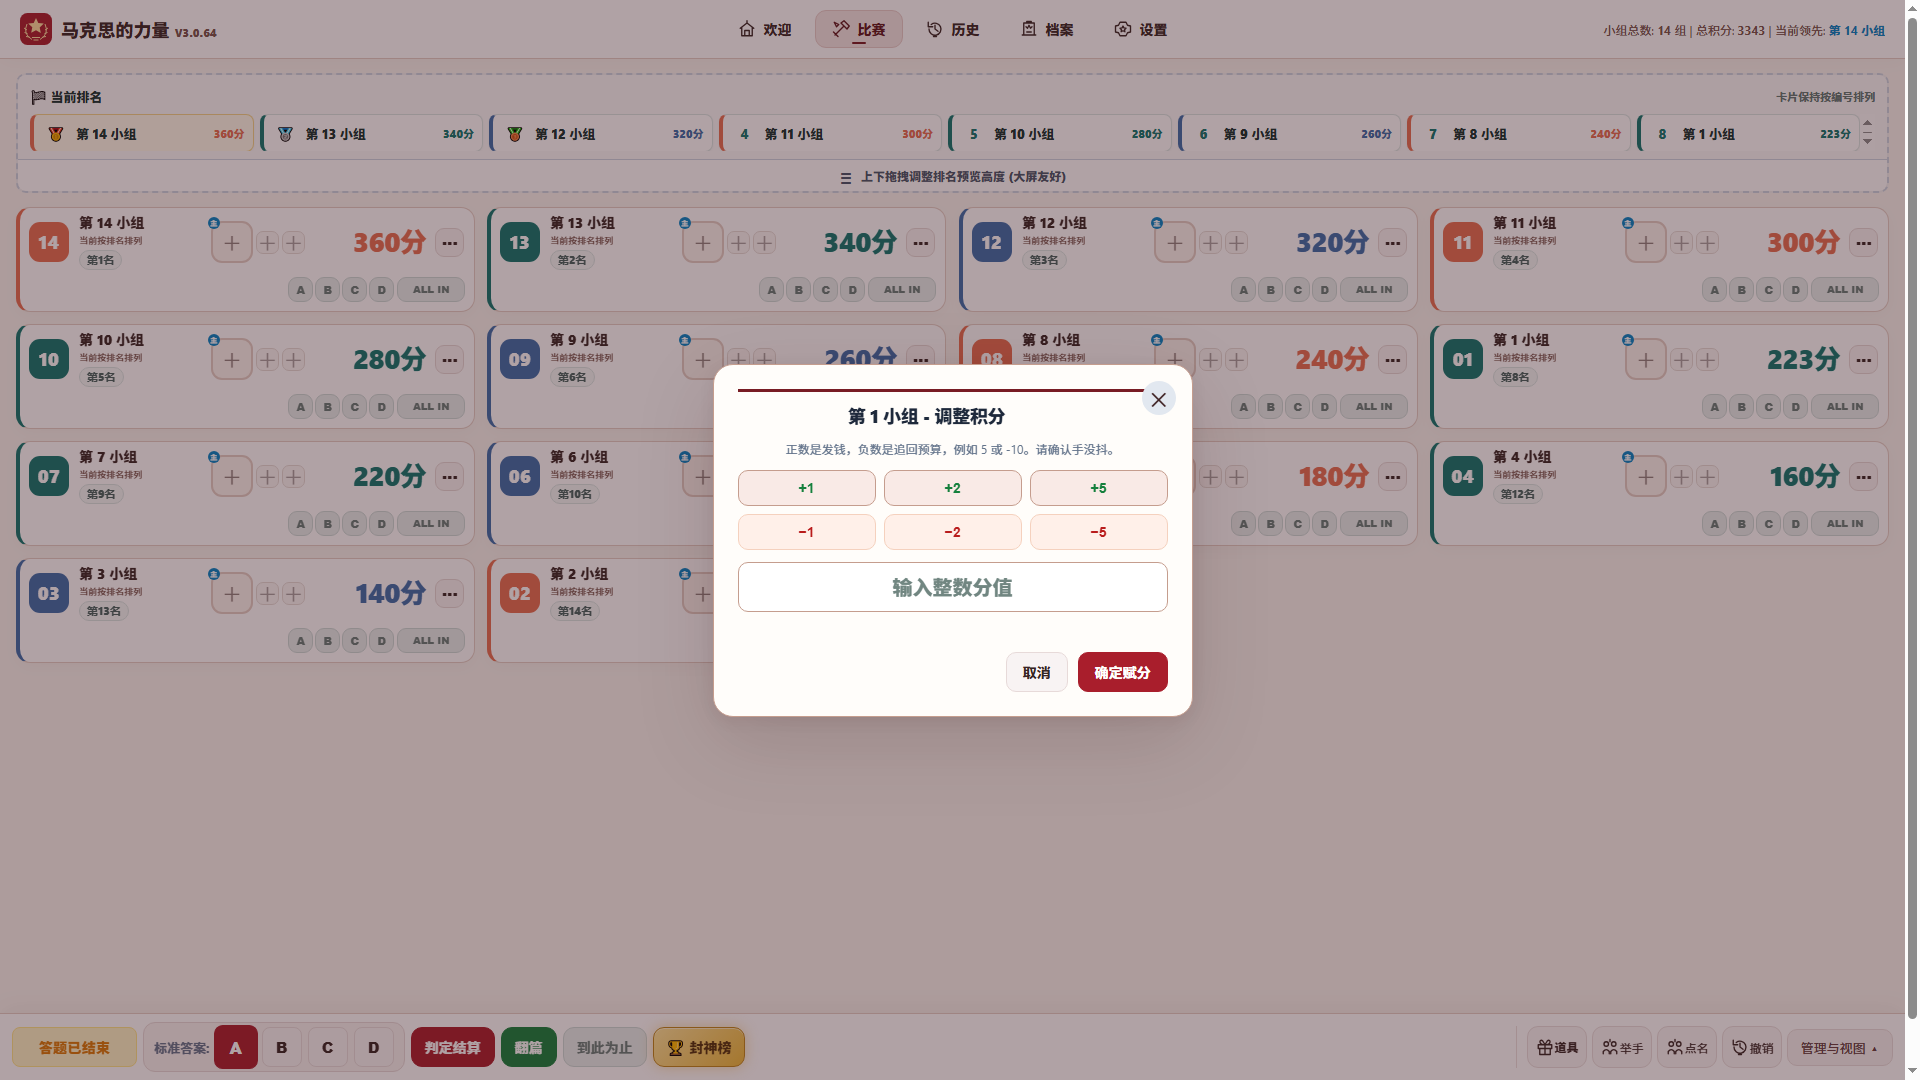 马克思的力量 V3.0.64
欢迎
比赛
历史
档案
设置
小组总数: 14 组 | 总积分: 3343 | 当前领先: 第 14 小组
当前排名
卡片保持按编号排列
第 14 小组 360分
第 13 小组 340分
第 12 小组 320分
4 第 11 小组 300分
5 第 10 小组 280分
6 第 9 小组 260分
7 第 8 小组 240分
8 第 1 小组 223分
上下拖拽调整排名预览高度 (大屏友好)
14 第 14 小组 当前按排名排列 第1名 主 360分
A B C D ALL IN
13 第 13 小组 当前按排名排列 第2名 主 340分
A B C D ALL IN
12 第 12 小组 当前按排名排列 第3名 主 320分
A B C D ALL IN
11 第 11 小组 当前按排名排列 第4名 主 300分
A B C D ALL IN
10 第 10 小组 当前按排名排列 第5名 主 280分
A B C D ALL IN
09 第 9 小组 当前按排名排列 第6名 主 260分
08 第 8 小组 当前按排名排列 主 240分
A B C D ALL IN
01 第 1 小组 当前按排名排列 第8名 主 223分
A B C D ALL IN
07 第 7 小组 当前按排名排列 第9名 主 220分
A B C D ALL IN
06 第 6 小组 当前按排名排列 第10名 主
180分
A B C D ALL IN
04 第 4 小组 当前按排名排列 第12名 主 160分
A B C D ALL IN
03 第 3 小组 当前按排名排列 第13名 主 140分
A B C D ALL IN
02 第 2 小组 当前按排名排列 第14名 主
第 1 小组 - 调整积分
正数是发钱，负数是追回预算，例如 5 或 -10。请确认手没抖。
+1 +2 +5
−1 −2 −5
输入整数分值
取消
确定赋分
答题已结束
标准答案: A B C D
判定结算
翻篇
到此为止
封神榜
道具
举手
点名
撤销
管理与视图